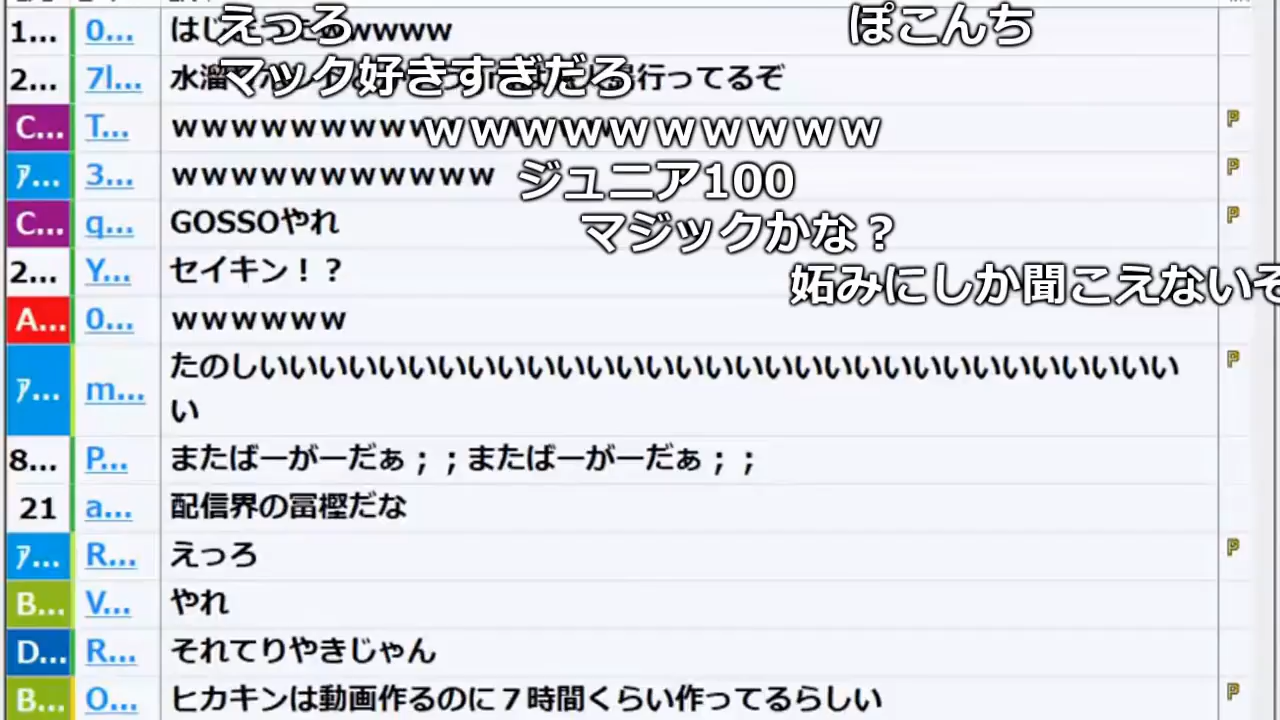 えっろ
ぽこんち
マック好きすぎだろ
ｗｗｗｗｗｗｗｗｗｗ
ジュニア100
マジックかな？
妬みにしか聞こえないぞ
1... 0... はじ ｗｗｗｗ
2... 7l... 水溜 行ってるぞ
C... T... ｗｗｗｗｗｗｗｗｗ P
ｱ... 3... ｗｗｗｗｗｗｗｗｗｗｗ P
C... q... GOSSOやれ P
2... Y... セイキン！？
A... 0... ｗｗｗｗｗｗ
ｱ... m... たのしいいいいいいいいいいいいいいいいいいいいいいいいいいいいいいい P
い
8... P... またばーがーだぁ；；またばーがーだぁ；；
21 a... 配信界の冨樫だな
ｱ... R... えっろ P
B... V... やれ
D... R... それてりやきじゃん
B... O... ヒカキンは動画作るのに７時間くらい作ってるらしい P